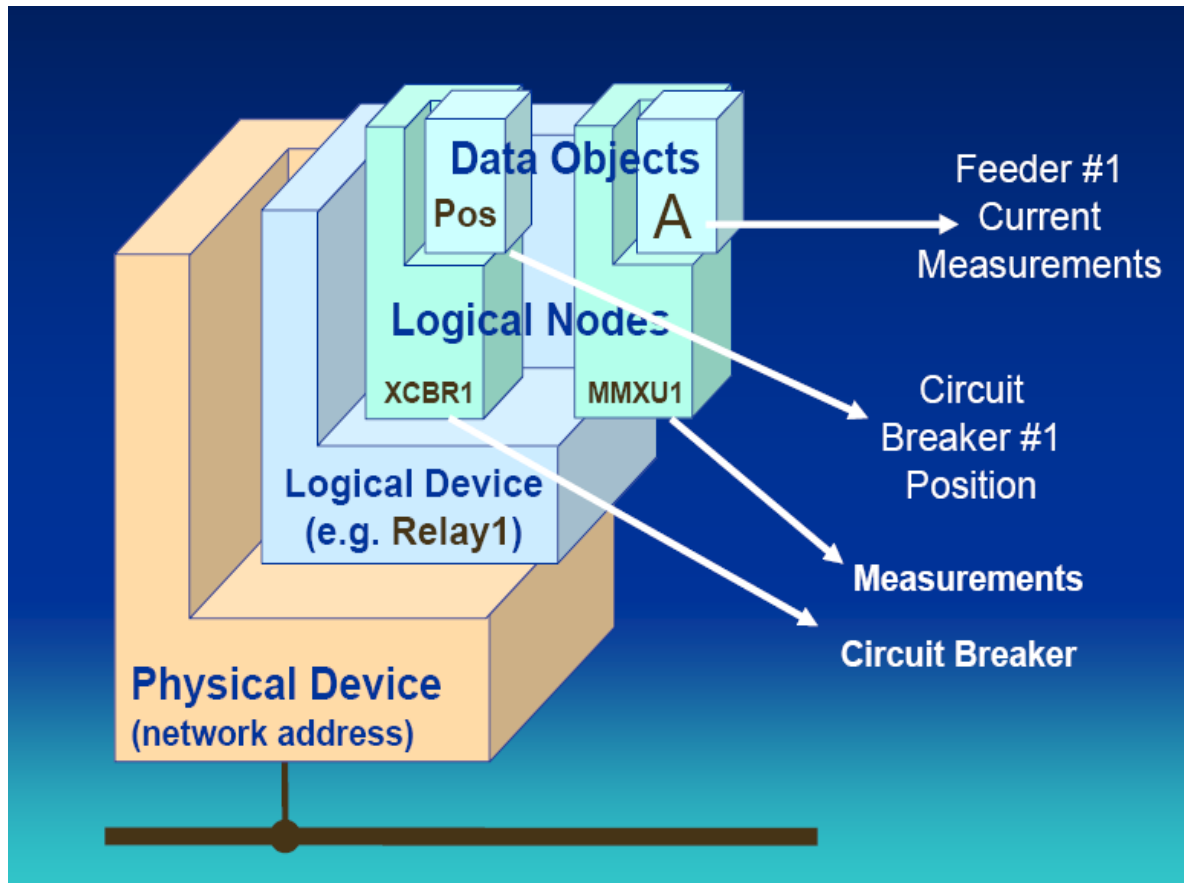 Data Objects
Pos
A
Logical Nodes
XCBR1
MMXU1
Logical Device
(e.g. Relay1)
Physical Device
(network address)
Feeder #1
Current
Measurements
Circuit
Breaker #1
Position
Measurements
Circuit Breaker